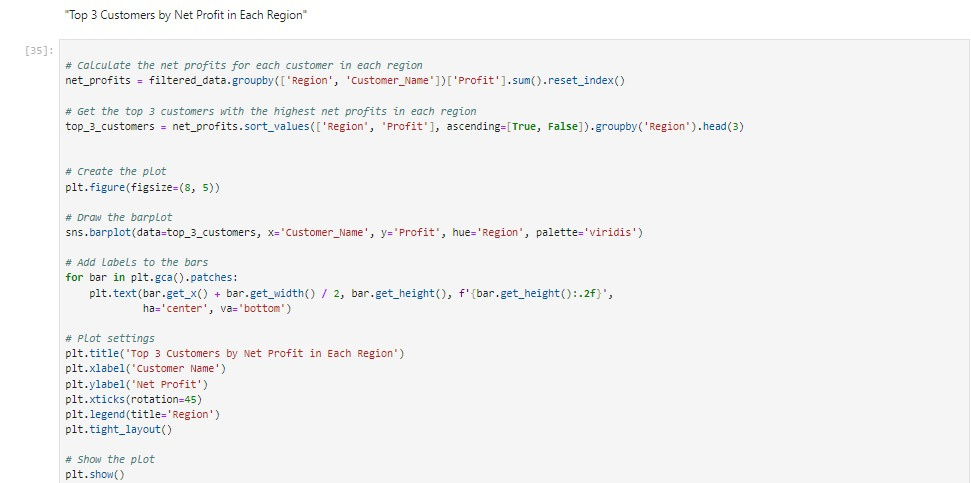 "Top 3 Customers by Net Profit in Each Region"
[35]:
# Calculate the net profits for each customer in each region
net_profits = filtered_data.groupby(['Region', 'Customer_Name'])['Profit'].sum().reset_index()
# Get the top 3 customers with the highest net profits in each region
top_3_customers = net_profits.sort_values(['Region', 'Profit'], ascending=[True, False]).groupby('Region').head(3)
# Create the plot
plt.figure(figsize=(8, 5))
# Draw the barplot
sns.barplot(data=top_3_customers, x='Customer_Name', y='Profit', hue='Region', palette='viridis')
# Add labels to the bars
for bar in plt.gca().patches:
    plt.text(bar.get_x() + bar.get_width() / 2, bar.get_height(), f'{bar.get_height():.2f}',
             ha='center', va='bottom')
# Plot settings
plt.title('Top 3 Customers by Net Profit in Each Region')
plt.xlabel('Customer Name')
plt.ylabel('Net Profit')
plt.xticks(rotation=45)
plt.legend(title='Region')
plt.tight_layout()
# Show the plot
plt.show()